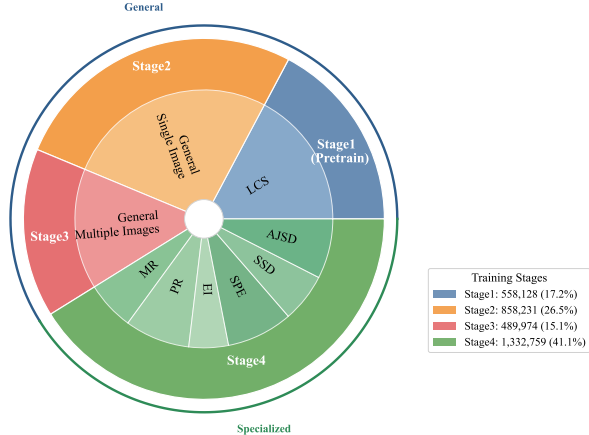 General
Stage2
Stage1
(Pretrain)
General
Single Image
LCS
General
Multiple Images
Stage3
AJSD
SSD
SPE
EI
PR
MR
Stage4
Specialized
Training Stages
Stage1: 558,128 (17.2%)
Stage2: 858,231 (26.5%)
Stage3: 489,974 (15.1%)
Stage4: 1,332,759 (41.1%)